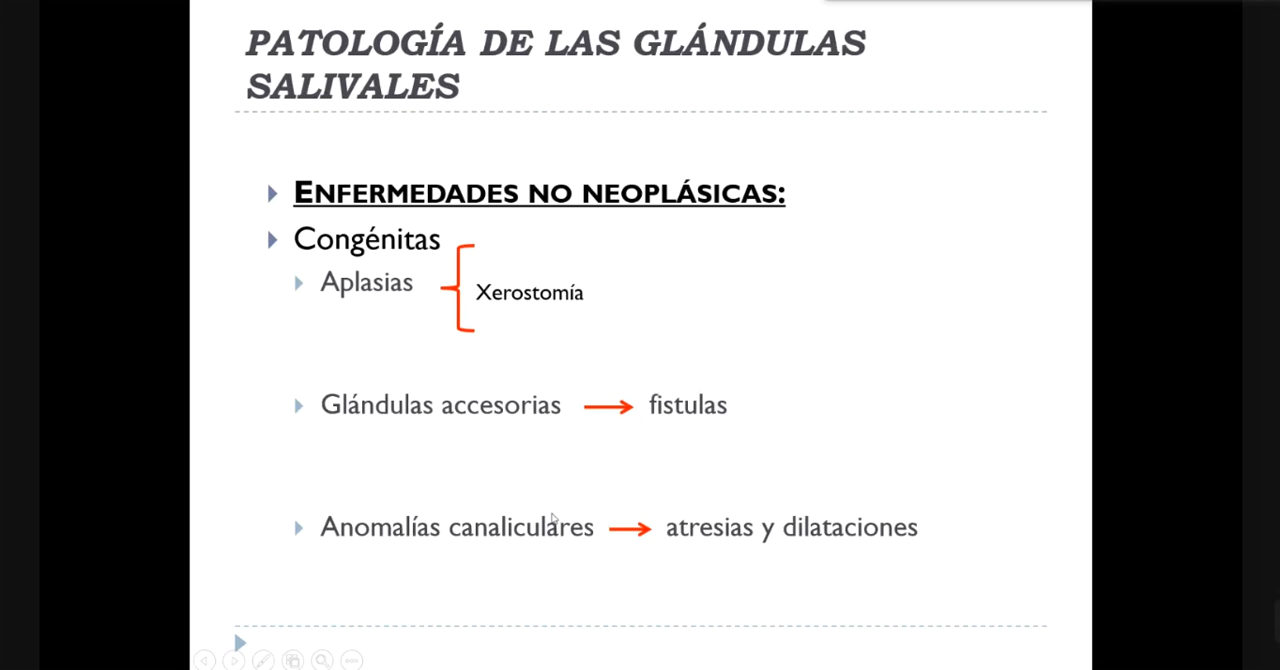 PATOLOGÍA DE LAS GLÁNDULAS
SALIVALES
ENFERMEDADES NO NEOPLÁSICAS:
Congénitas
Aplasias
Xerostomía
Glándulas accesorias → fistulas
Anomalías canaliculares → atresias y dilataciones